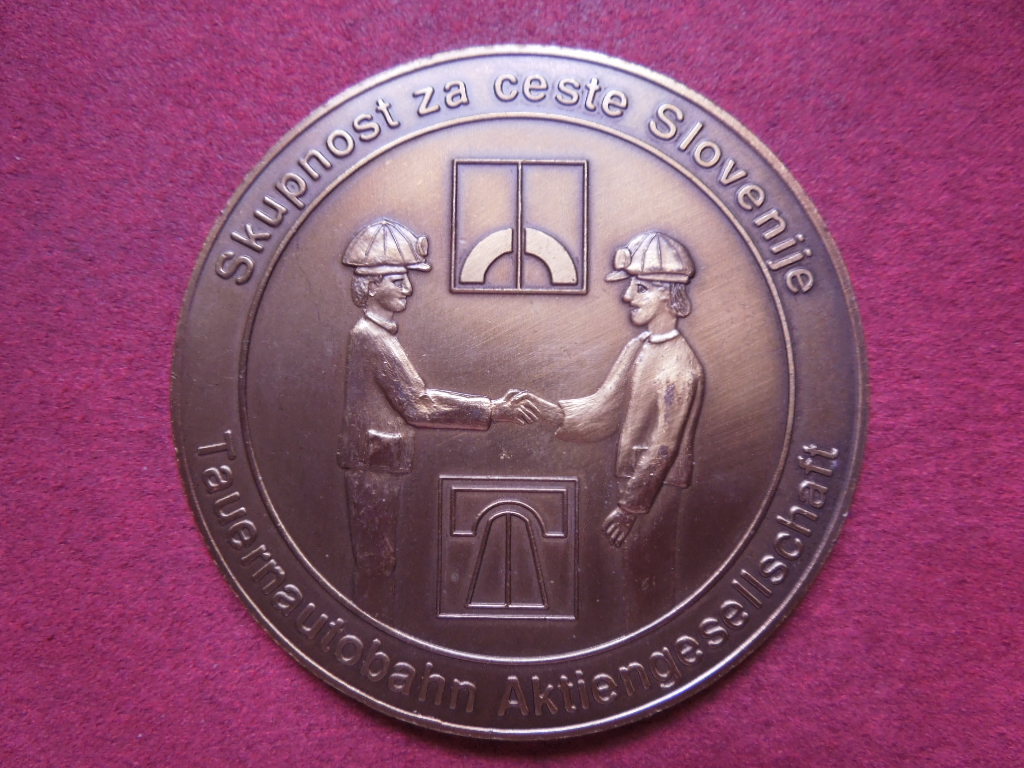 Skupnost za ceste Slovenije
Tauernautobahn Aktiengesellschaft